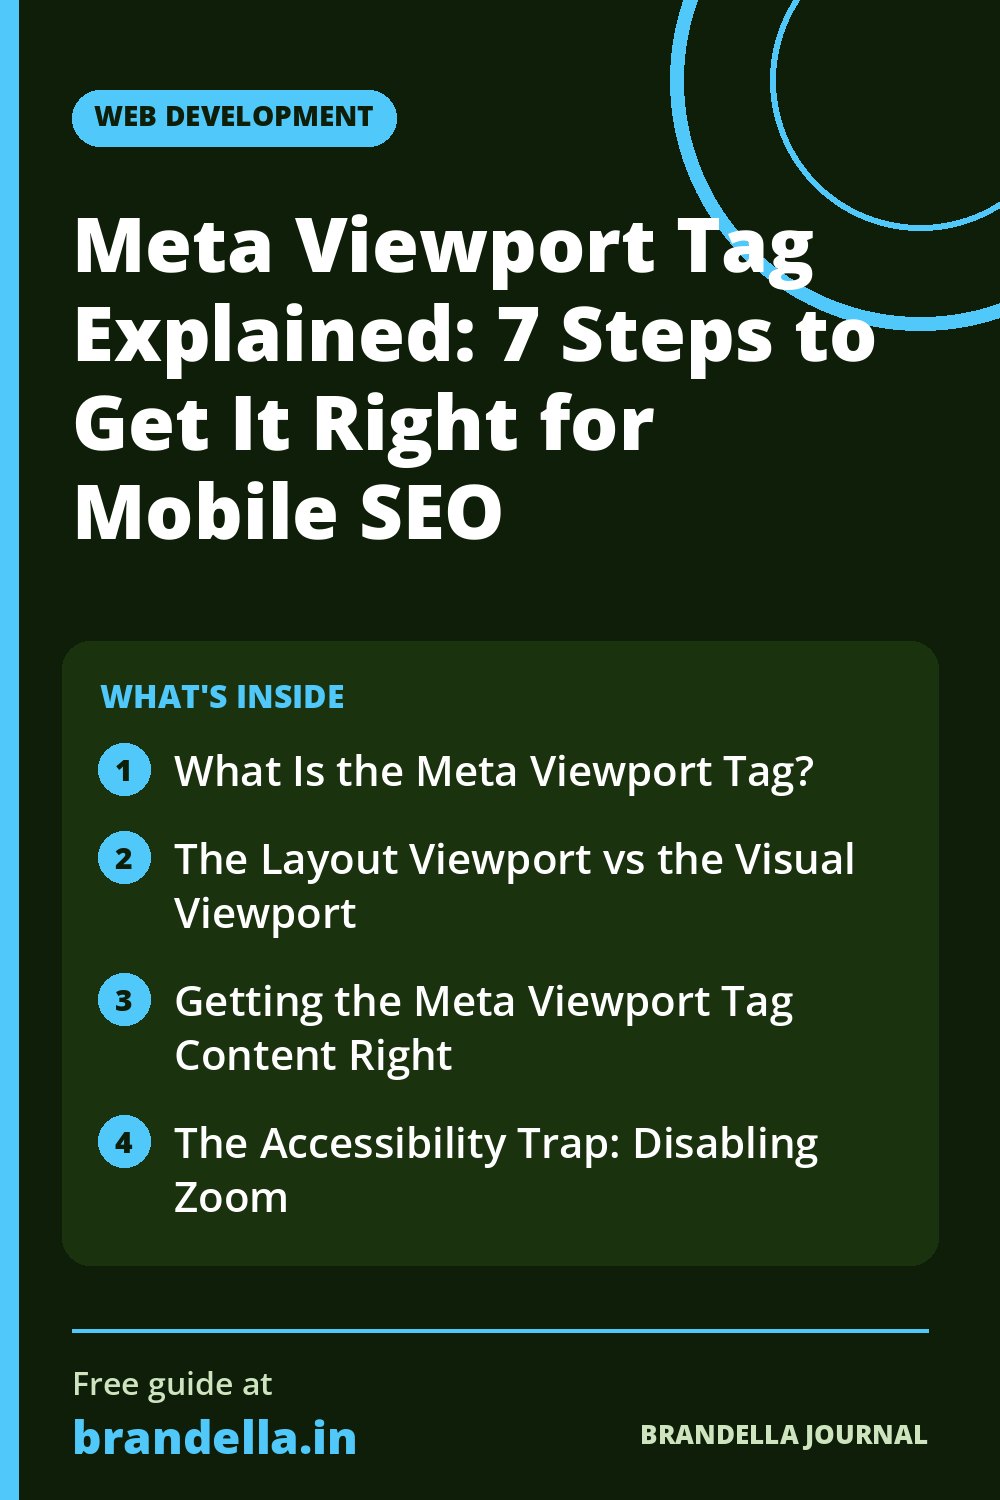 WEB DEVELOPMENT
Meta Viewport Tag
Explained: 7 Steps to
Get It Right for
Mobile SEO
WHAT'S INSIDE
1 What Is the Meta Viewport Tag?
2 The Layout Viewport vs the Visual
Viewport
3 Getting the Meta Viewport Tag
Content Right
4 The Accessibility Trap: Disabling
Zoom
Free guide at
brandella.in
BRANDELLA JOURNAL